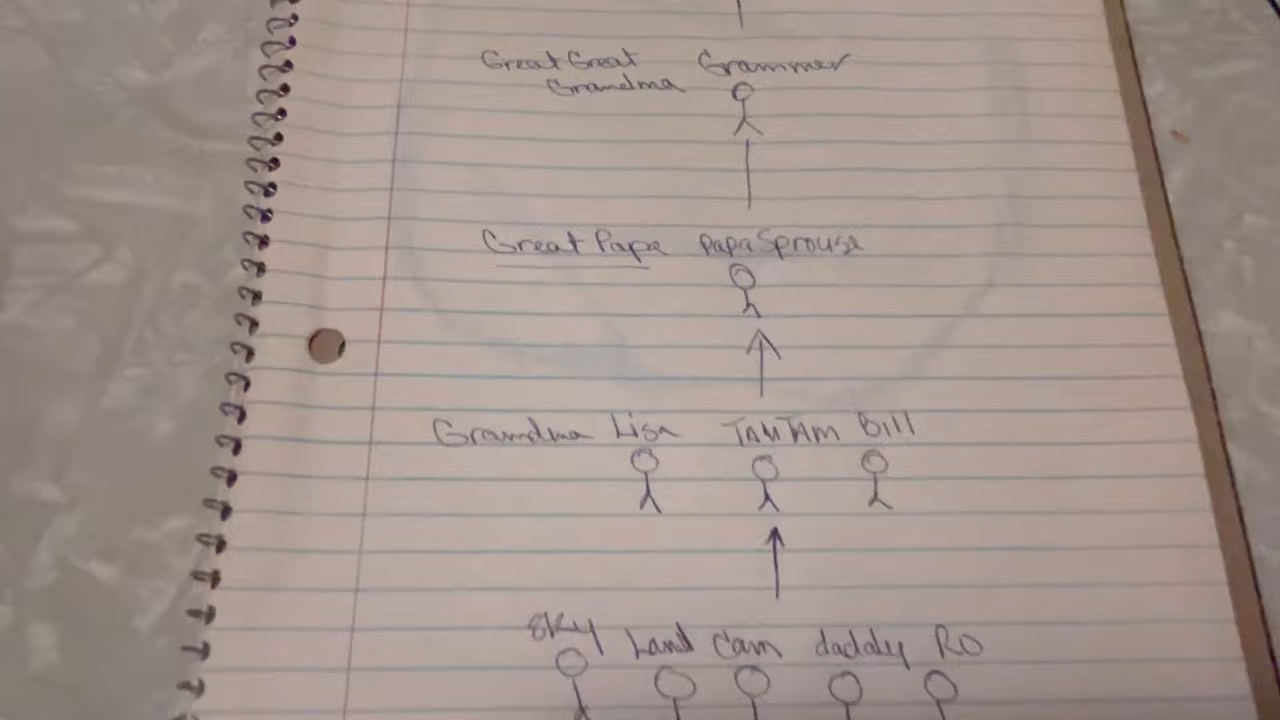 Great Great Grammer
Grandma
Great Papa papa Sprouse
Grandma Lisa TAMTAM Bill
SKy Land Cam daddy RO